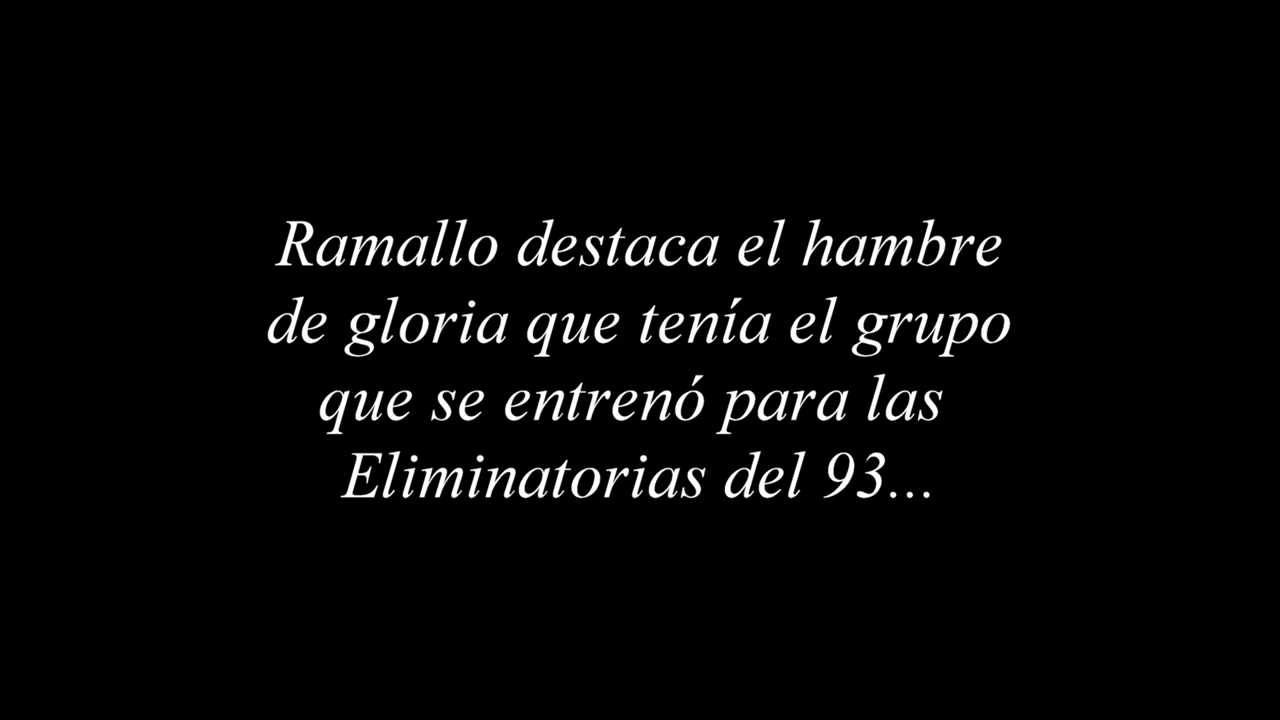 Ramallo destaca el hambre
de gloria que tenía el grupo
que se entrenó para las
Eliminatorias del 93...